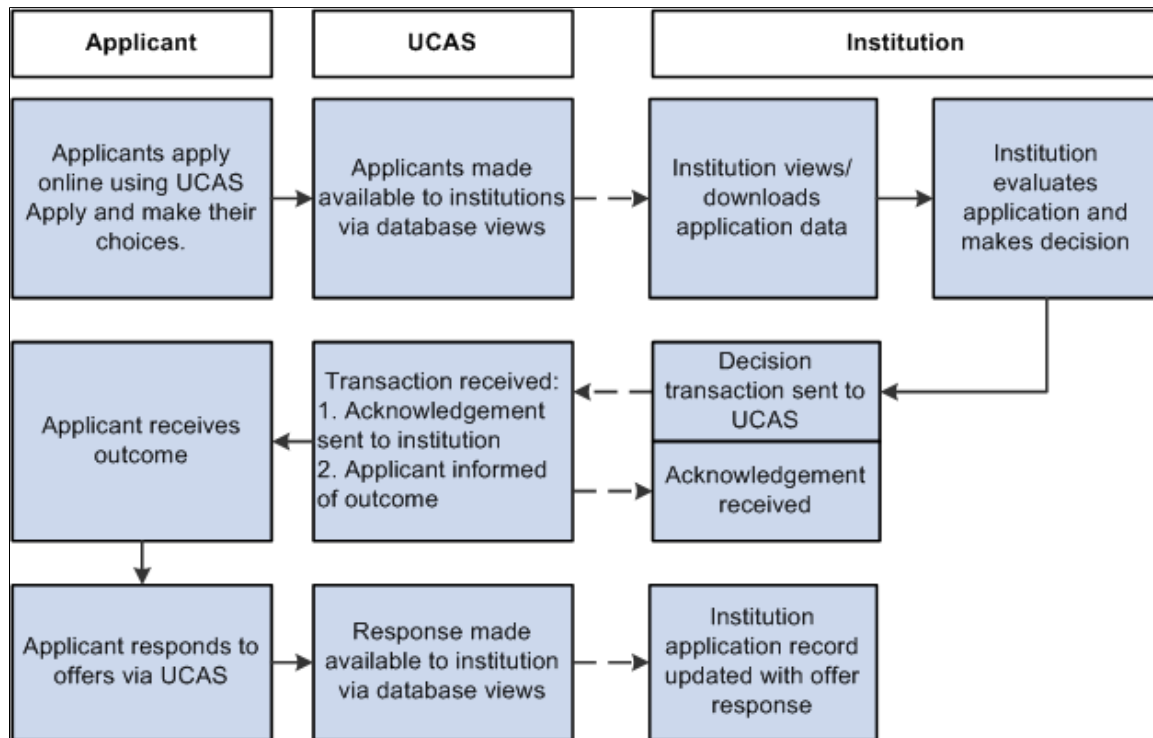 Applicant
UCAS
Institution
Applicants apply
online using UCAS
Apply and make their
choices.
Applicants made
available to institutions
via database views
Institution views/
downloads
application data
Institution
evaluates
application and
makes decision
Applicant receives
outcome
Transaction received:
1. Acknowledgement
sent to institution
2. Applicant informed
of outcome
Decision
transaction sent to
UCAS
Acknowledgement
received
Applicant responds to
offers via UCAS
Response made
available to institution
via database views
Institution
application record
updated with offer
response